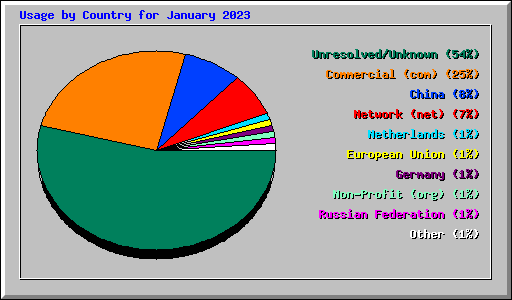 Usage by Country for January 2023
Unresolved/Unknown (54%)
Commercial (com) (25%)
China (8%)
Network (net) (7%)
Netherlands (1%)
European Union (1%)
Germany (1%)
Non-Profit (org) (1%)
Russian Federation (1%)
Other (1%)